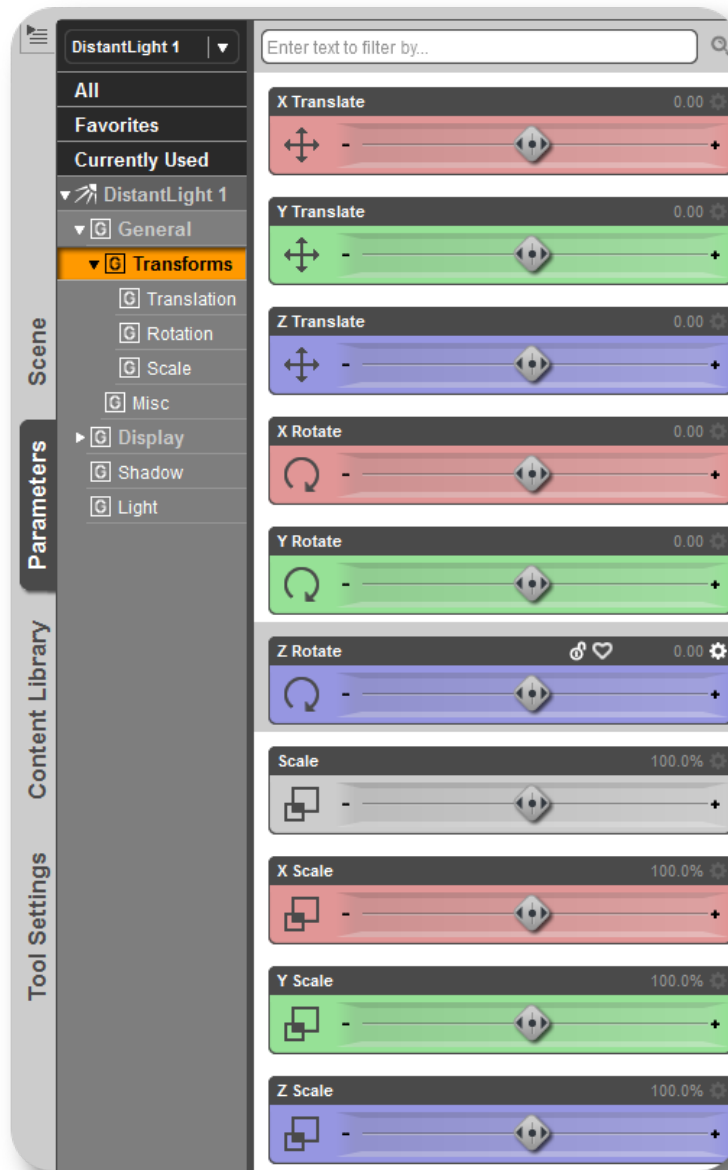 DistantLight 1
Enter text to filter by...
All
Favorites
Currently Used
DistantLight 1
G General
G Transforms
G Translation
G Rotation
G Scale
G Misc
G Display
G Shadow
G Light
Scene
Parameters
Content Library
Tool Settings
X Translate 0.00
- +
Y Translate 0.00
- +
Z Translate 0.00
- +
X Rotate 0.00
- +
Y Rotate 0.00
- +
Z Rotate 0.00
- +
Scale 100.0%
- +
X Scale 100.0%
- +
Y Scale 100.0%
- +
Z Scale 100.0%
- +